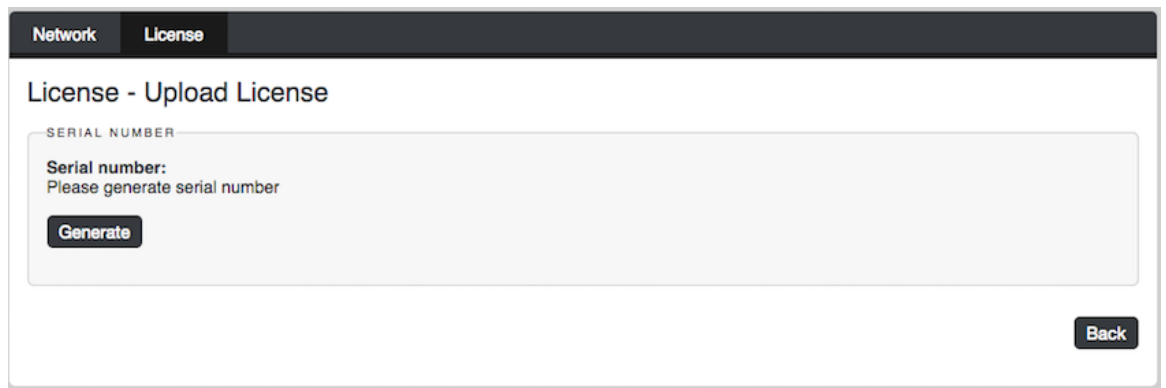 Network License
License - Upload License
SERIAL NUMBER
Serial number:
Please generate serial number
Generate
Back